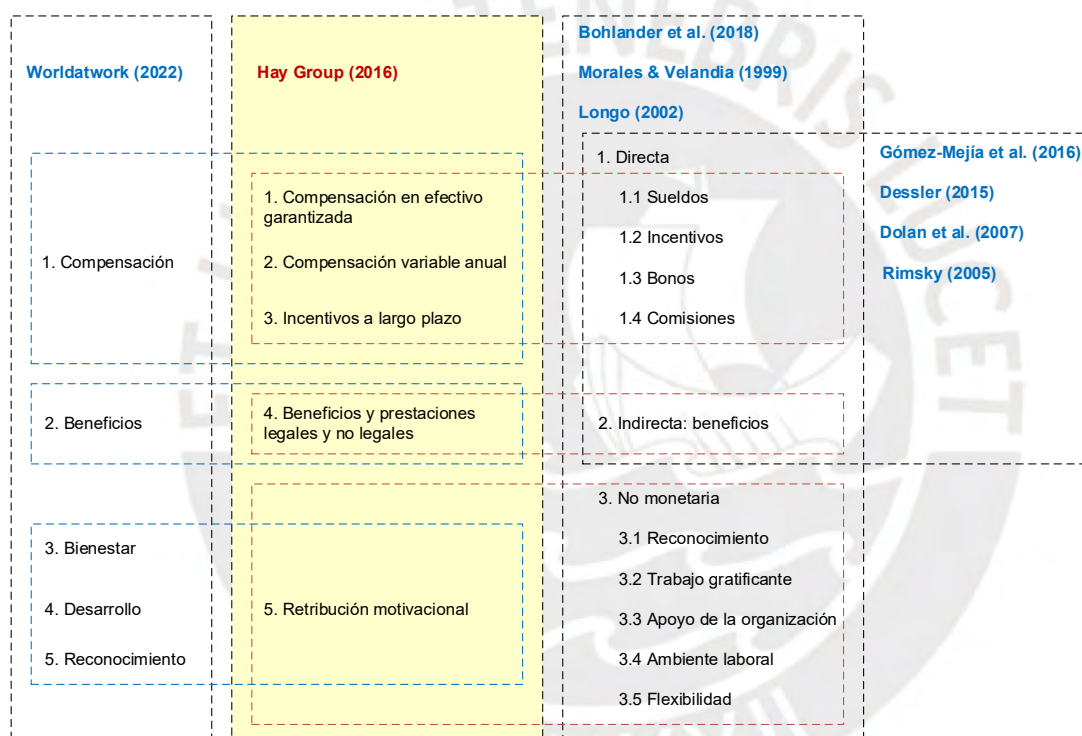 Worldatwork (2022)
1. Compensación
2. Beneficios
3. Bienestar
4. Desarrollo
5. Reconocimiento
Hay Group (2016)
1. Compensación en efectivo
garantizada
2. Compensación variable anual
3. Incentivos a largo plazo
4. Beneficios y prestaciones
legales y no legales
5. Retribución motivacional
Bohlander et al. (2018)
Morales & Velandia (1999)
Longo (2002)
1. Directa
1.1 Sueldos
1.2 Incentivos
1.3 Bonos
1.4 Comisiones
2. Indirecta: beneficios
3. No monetaria
3.1 Reconocimiento
3.2 Trabajo gratificante
3.3 Apoyo de la organización
3.4 Ambiente laboral
3.5 Flexibilidad
Gómez-Mejía et al. (2016)
Dessler (2015)
Dolan et al. (2007)
Rimsky (2005)